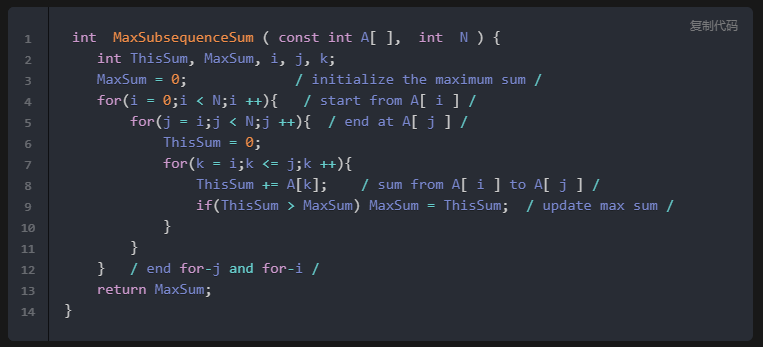 复制代码
1 int MaxSubsequenceSum ( const int A[ ], int N ) {
2 int ThisSum, MaxSum, i, j, k;
3 MaxSum = 0; / initialize the maximum sum /
4 for(i = 0;i < N;i ++){ / start from A[ i ] /
5 for(j = i;j < N;j ++){ / end at A[ j ] /
6 ThisSum = 0;
7 for(k = i;k <= j;k ++){
8 ThisSum += A[k]; / sum from A[ i ] to A[ j ] /
9 if(ThisSum > MaxSum) MaxSum = ThisSum; / update max sum /
10 }
11 }
12 } / end for-j and for-i /
13 return MaxSum;
14 }